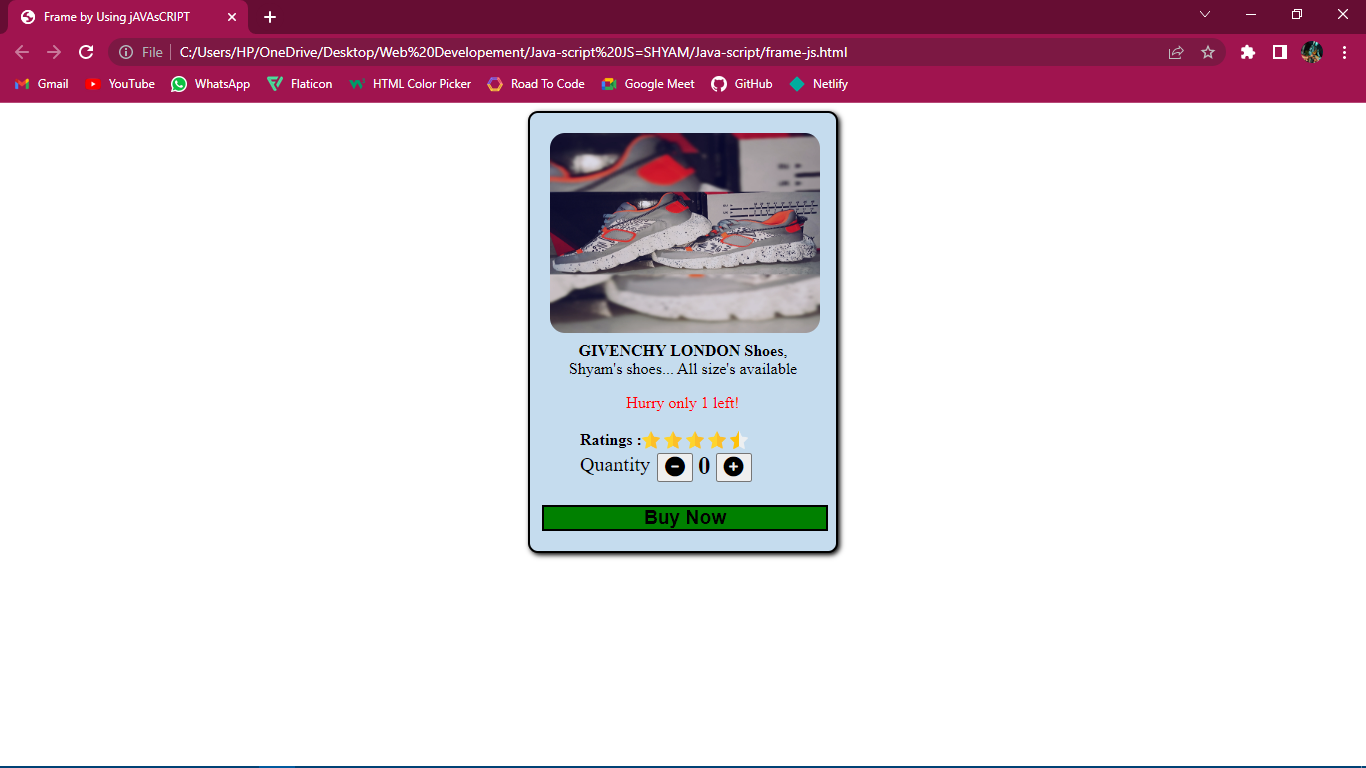 Frame by Using jAVAsCRIPT
File
C:/Users/HP/OneDrive/Desktop/Web%20Developement/Java-script%20JS=SHYAM/Java-script/frame-js.html
Gmail
YouTube
WhatsApp
Flaticon
HTML Color Picker
Road To Code
Google Meet
GitHub
Netlify
GIVENCHY LONDON Shoes,
Shyam's shoes... All size's available
Hurry only 1 left!
Ratings :
Quantity 0
Buy Now